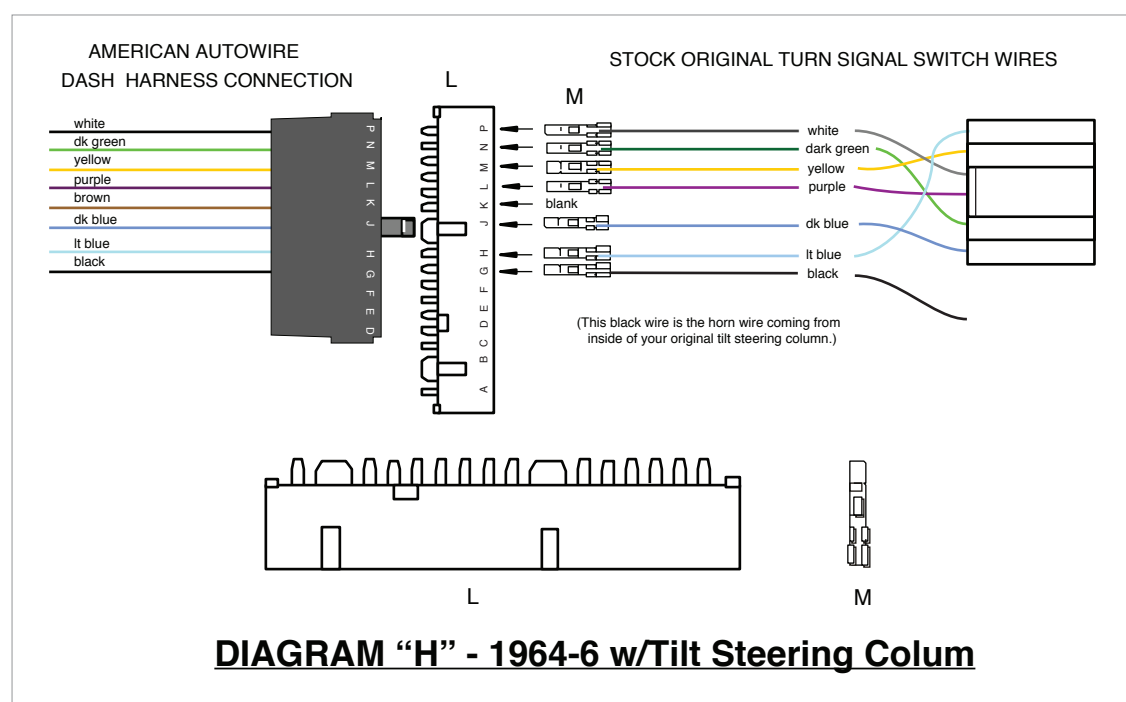 AMERICAN AUTOWIRE
DASH HARNESS CONNECTION
L
M
STOCK ORIGINAL TURN SIGNAL SWITCH WIRES
white
dk green
yellow
purple
brown
dk blue
lt blue
black
P
N
M
L
K
J
H
G
F
E
D
P
N
M
L
K
J
H
G
F
E
D
C
B
A
blank
white
dark green
yellow
purple
dk blue
lt blue
black
(This black wire is the horn wire coming from
inside of your original tilt steering column.)
L
M
DIAGRAM “H” - 1964-6 w/Tilt Steering Colum